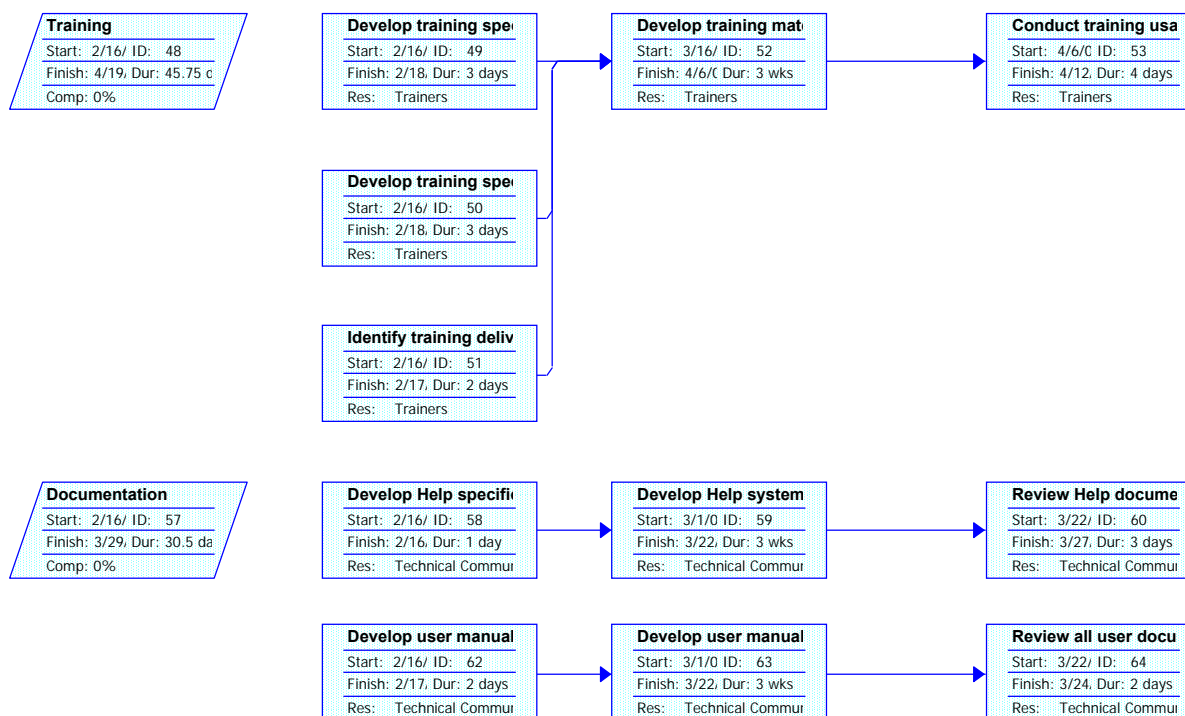 Training
Start: 2/16/ ID: 48
Finish: 4/19, Dur: 45.75 d
Comp: 0%
Develop training spe
Start: 2/16/ ID: 49
Finish: 2/18, Dur: 3 days
Res: Trainers
Develop training mat
Start: 3/16/ ID: 52
Finish: 4/6/0 Dur: 3 wks
Res: Trainers
Conduct training usa
Start: 4/6/0 ID: 53
Finish: 4/12, Dur: 4 days
Res: Trainers
Develop training spe
Start: 2/16/ ID: 50
Finish: 2/18, Dur: 3 days
Res: Trainers
Identify training deliv
Start: 2/16/ ID: 51
Finish: 2/17, Dur: 2 days
Res: Trainers
Documentation
Start: 2/16/ ID: 57
Finish: 3/29, Dur: 30.5 da
Comp: 0%
Develop Help specifi
Start: 2/16/ ID: 58
Finish: 2/16, Dur: 1 day
Res: Technical Commun
Develop Help system
Start: 3/1/0 ID: 59
Finish: 3/22, Dur: 3 wks
Res: Technical Commun
Review Help docume
Start: 3/22/ ID: 60
Finish: 3/27, Dur: 3 days
Res: Technical Commun
Develop user manual
Start: 2/16/ ID: 62
Finish: 2/17, Dur: 2 days
Res: Technical Commun
Develop user manual
Start: 3/1/0 ID: 63
Finish: 3/22, Dur: 3 wks
Res: Technical Commun
Review all user docu
Start: 3/22/ ID: 64
Finish: 3/24, Dur: 2 days
Res: Technical Commun